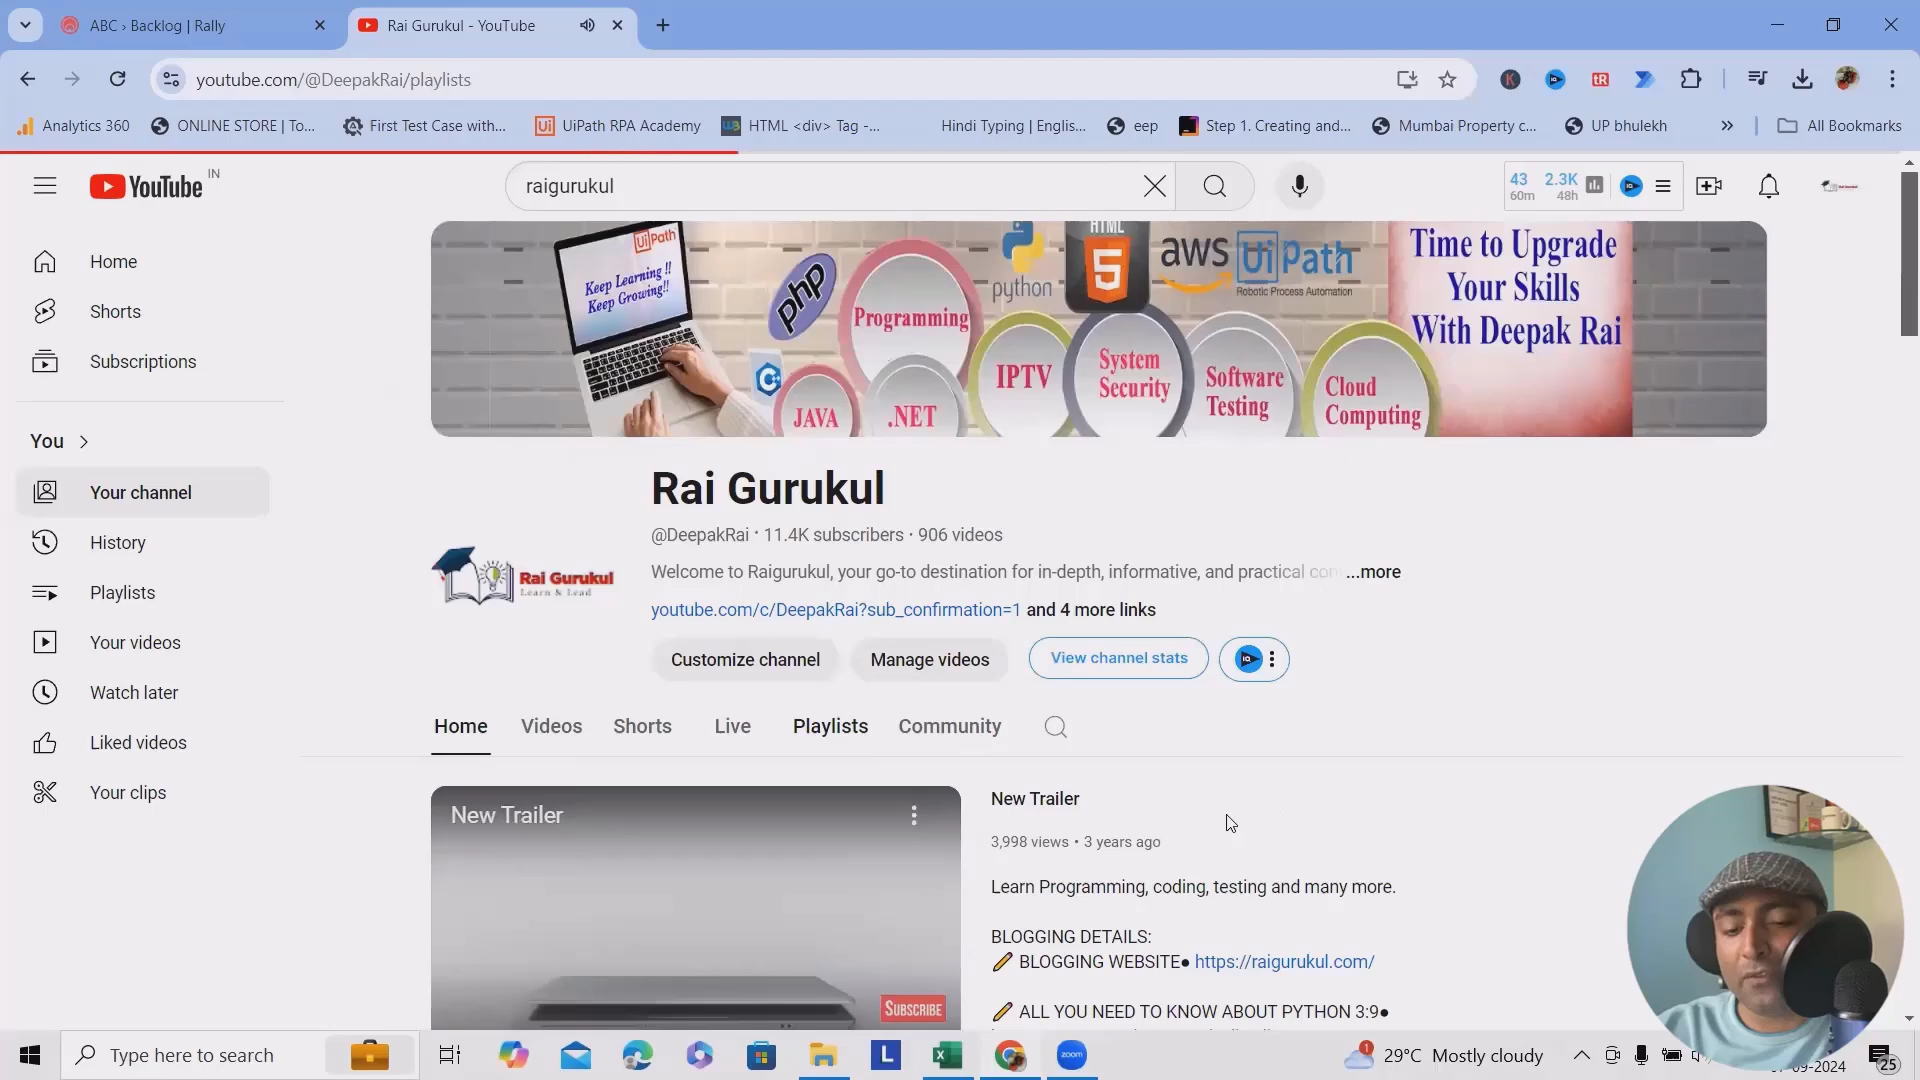 ABC › Backlog | Rally
Rai Gurukul - YouTube
youtube.com/@DeepakRai/playlists
K
tR
Analytics 360
ONLINE STORE | To...
First Test Case with...
Ui
UiPath RPA Academy
HTML <div> Tag -...
Hindi Typing | Englis...
eep
Step 1. Creating and...
Mumbai Property c...
UP bhulekh
All Bookmarks
YouTube IN
raigurukul
43
60m
2.3K
48h
Home
Shorts
Subscriptions
You
Your channel
History
Playlists
Your videos
Watch later
Liked videos
Your clips
UiPath
Keep Learning !!
Keep Growing!!
php
Programming
JAVA
.NET
python
HTML
5
aws
UiPath
Robotic Process Automation
IPTV
System
Security
Software
Testing
Cloud
Computing
Time to Upgrade
Your Skills
With Deepak Rai
Rai Gurukul
Learn & Lead
Rai Gurukul
@DeepakRai • 11.4K subscribers • 906 videos
Welcome to Raigurukul, your go-to destination for in-depth, informative, and practical con ...more
youtube.com/c/DeepakRai?sub_confirmation=1 and 4 more links
Customize channel
Manage videos
View channel stats
Home
Videos
Shorts
Live
Playlists
Community
New Trailer
SUBSCRIBE
New Trailer
3,998 views • 3 years ago
Learn Programming, coding, testing and many more.
BLOGGING DETAILS:
BLOGGING WEBSITE● https://raigurukul.com/
ALL YOU NEED TO KNOW ABOUT PYTHON 3:9●
Type here to search
L
zoom
1
29°C Mostly cloudy
-09-2024
25